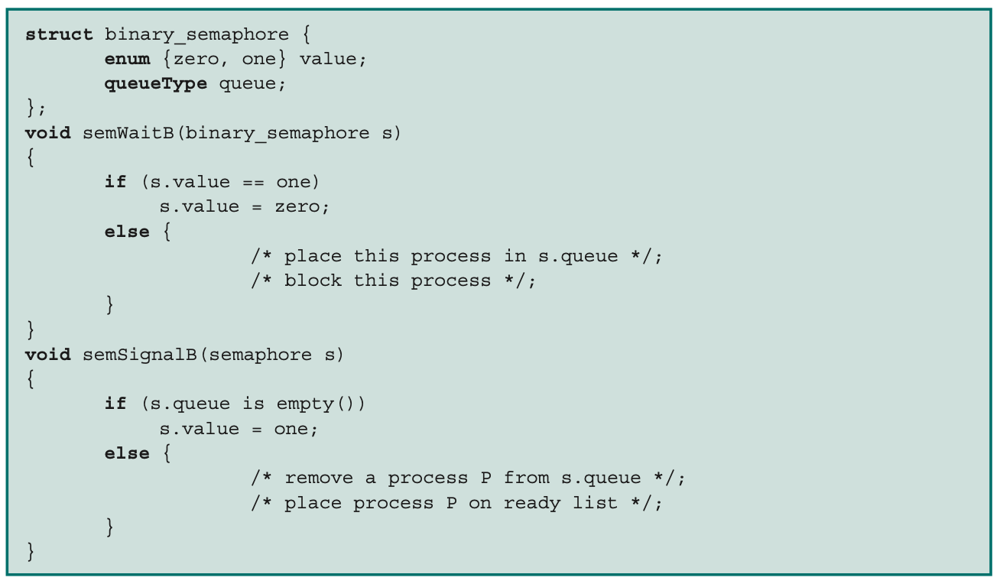 struct binary_semaphore {
enum {zero, one} value;
queueType queue;
};
void semWaitB(binary_semaphore s)
{
if (s.value == one)
s.value = zero;
else {
/* place this process in s.queue */;
/* block this process */;
}
}
void semSignalB(semaphore s)
{
if (s.queue is empty())
s.value = one;
else {
/* remove a process P from s.queue */;
/* place process P on ready list */;
}
}